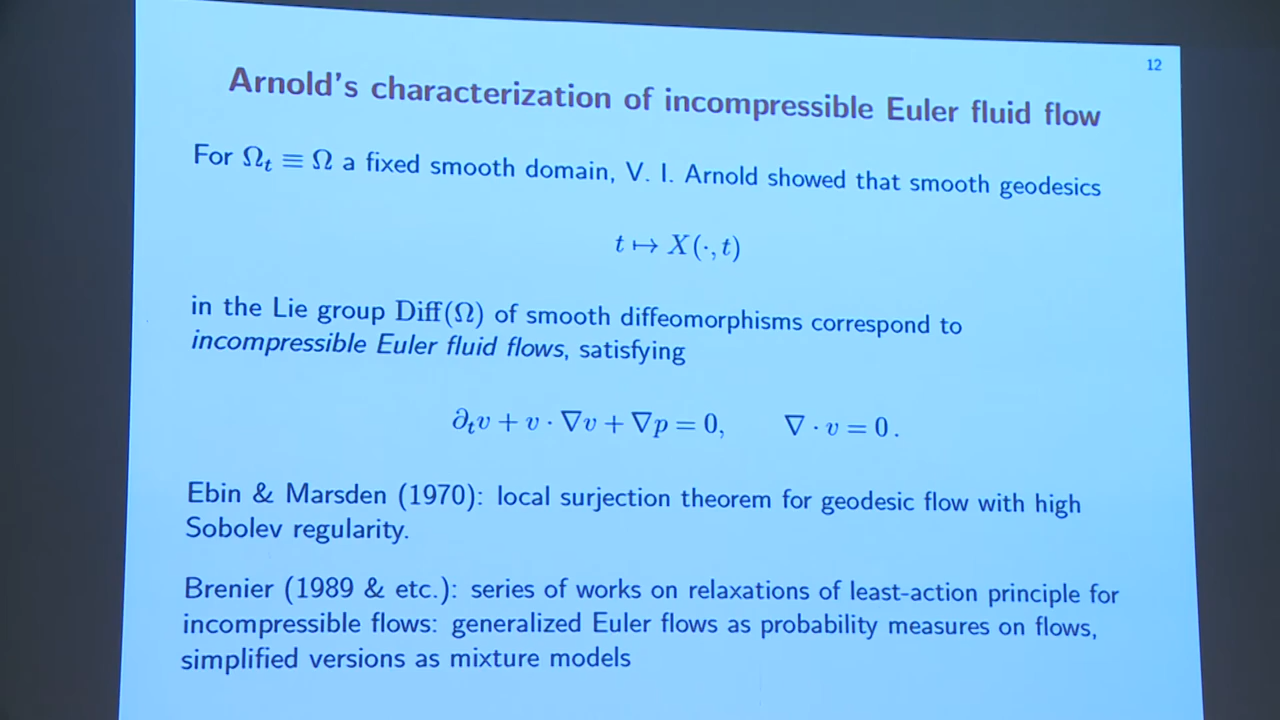 12
Arnold's characterization of incompressible Euler fluid flow
For Ωₜ ≡ Ω a fixed smooth domain, V. I. Arnold showed that smooth geodesics
t ↦ X(·, t)
in the Lie group Diff(Ω) of smooth diffeomorphisms correspond to
incompressible Euler fluid flows, satisfying
∂ₜv + v · ∇v + ∇p = 0,  ∇ · v = 0 .
Ebin & Marsden (1970): local surjection theorem for geodesic flow with high
Sobolev regularity.
Brenier (1989 & etc.): series of works on relaxations of least-action principle for
incompressible flows: generalized Euler flows as probability measures on flows,
simplified versions as mixture models